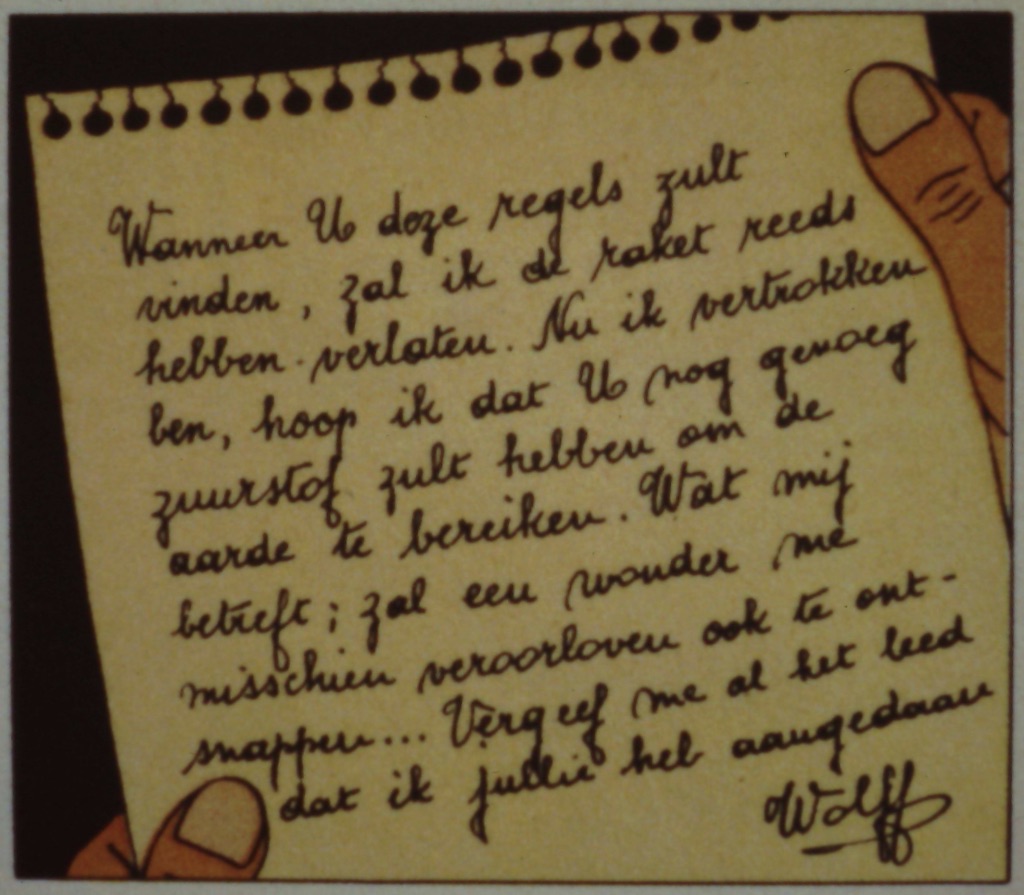 Wanneer U deze regels zult
vinden, zal ik de raket reeds
hebben verlaten. Nu ik vertrokken
ben, hoop ik dat U nog genoeg
zuurstof zult hebben om de
aarde te bereiken. Wat mij
betreft; zal een wonder me
misschien veroorloven ook te ont-
snappen... Vergeef me al het leed
dat ik jullie heb aangedaan
Wolff